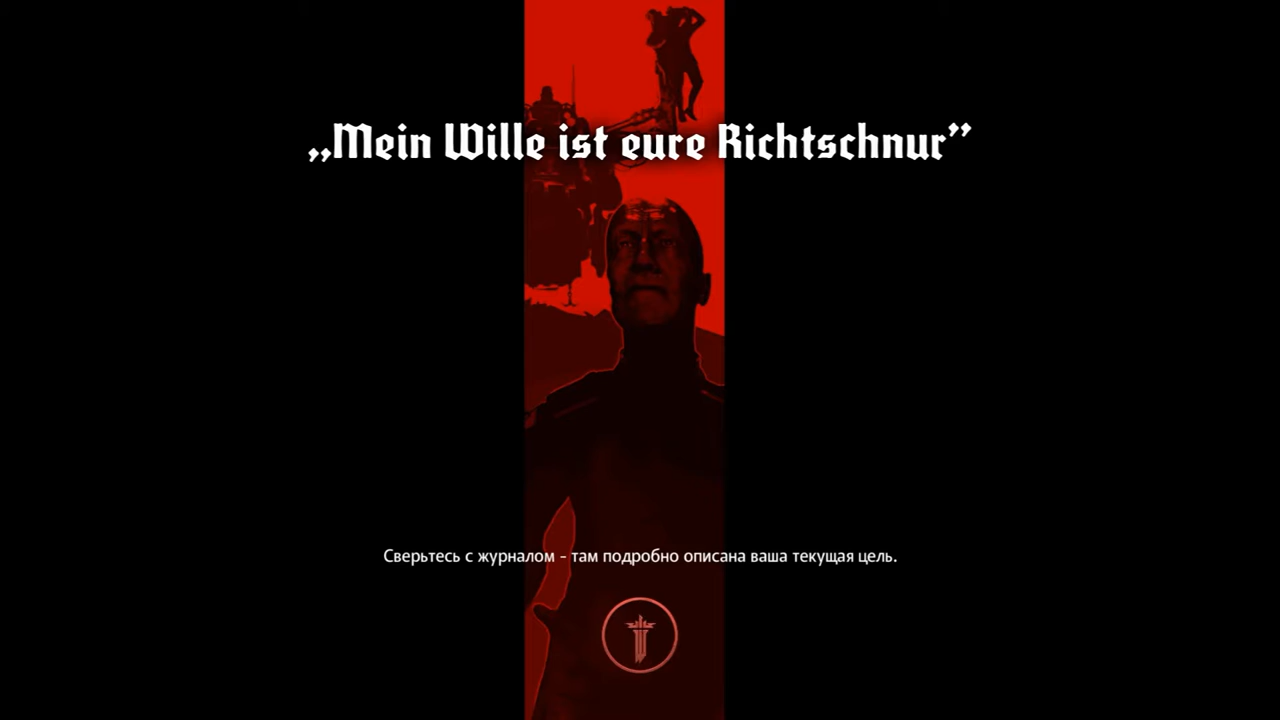 „Mein Wille ist eure Richtschnur”
Сверьтесь с журналом - там подробно описана ваша текущая цель.